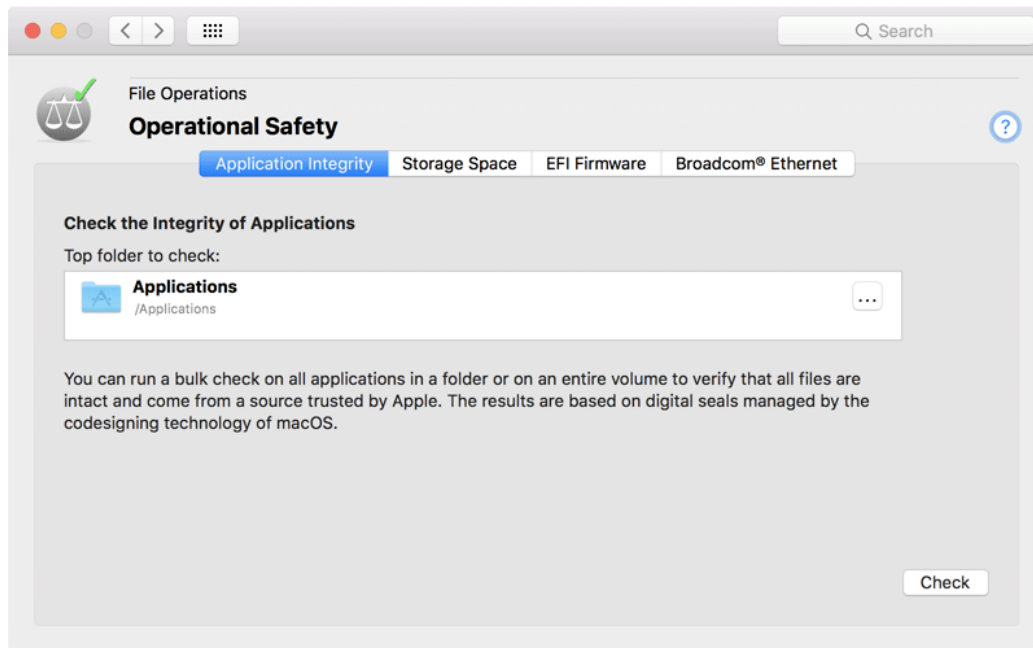 Search
File Operations
Operational Safety
?
Application Integrity
Storage Space
EFI Firmware
Broadcom® Ethernet
Check the Integrity of Applications
Top folder to check:
Applications
/Applications
...
You can run a bulk check on all applications in a folder or on an entire volume to verify that all files are
intact and come from a source trusted by Apple. The results are based on digital seals managed by the
codesigning technology of macOS.
Check